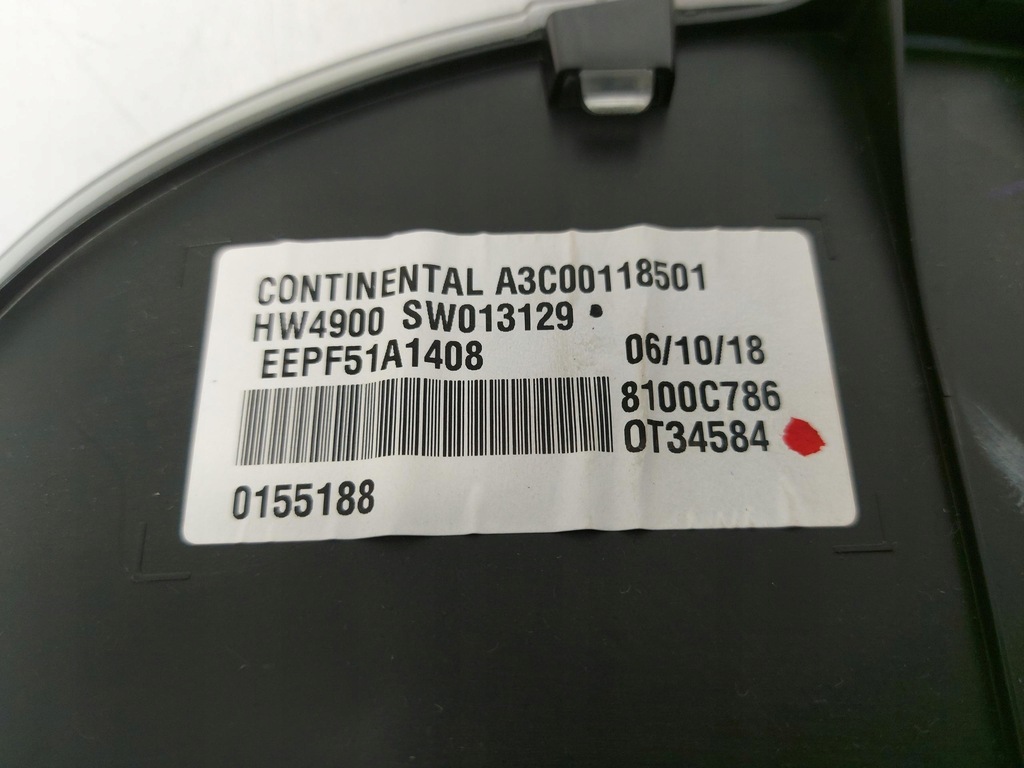 CONTINENTAL A3C00118501
HW4900 SW013129
EEPF51A1408 06/10/18
8100C786
OT34584
0155188